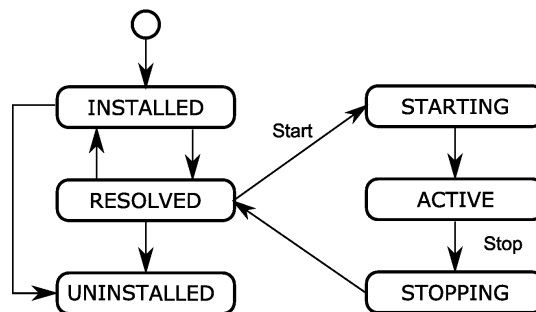 INSTALLED
STARTING
Start
RESOLVED
ACTIVE
Stop
UNINSTALLED
STOPPING